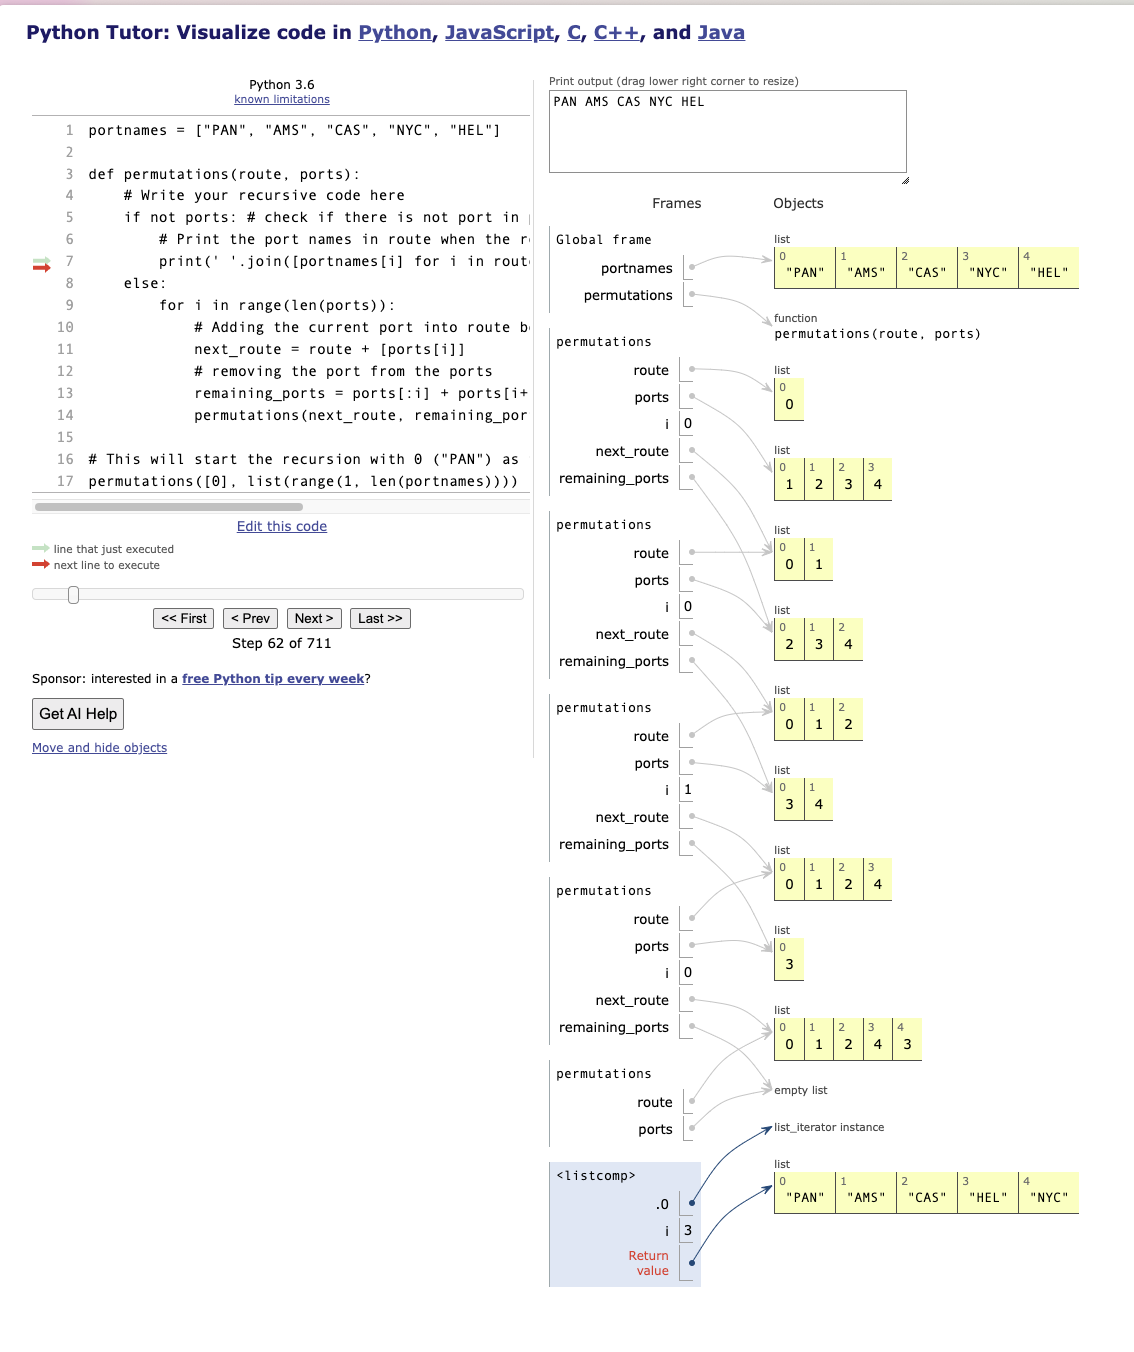 Python Tutor: Visualize code in Python, JavaScript, C, C++, and Java
Python 3.6
known limitations
1 portnames = ["PAN", "AMS", "CAS", "NYC", "HEL"]
2
3 def permutations(route, ports):
4 # Write your recursive code here
5 if not ports: # check if there is not port in
6 # Print the port names in route when the
7 print(' '.join([portnames[i] for i in
8 else:
9 for i in range(len(ports)):
10 # Adding the current port into route
11 next_route = route + [ports[i]]
12 # removing the port from the ports
13 remaining_ports = ports[:i] + ports[i+
14 permutations(next_route, remaining_por
15
16 # This will start the recursion with 0 ("PAN") as
17 permutations([0], list(range(1, len(portnames))))
Edit this code
line that just executed
next line to execute
<< First
< Prev
Next >
Last >>
Step 62 of 711
Sponsor: interested in a free Python tip every week?
Get AI Help
Move and hide objects
Print output (drag lower right corner to resize)
PAN AMS CAS NYC HEL
Frames
Objects
Global frame
portnames
permutations
permutations
route
ports
i 0
next_route
remaining_ports
permutations
route
ports
i 0
next_route
remaining_ports
permutations
route
ports
i 1
next_route
remaining_ports
permutations
route
ports
i 0
next_route
remaining_ports
permutations
route
ports
<listcomp>
.0
i 3
Return
value
list
0 1 2 3 4
"PAN" "AMS" "CAS" "NYC" "HEL"
function
permutations(route, ports)
list
0
0
list
0 1 2 3
1 2 3 4
list
0 1
0 1
list
0 1 2
2 3 4
list
0 1 2
0 1 2
list
0 1
3 4
list
0 1 2 3
0 1 2 4
list
0
3
list
0 1 2 3 4
0 1 2 4 3
empty list
list_iterator instance
list
0 1 2 3 4
"PAN" "AMS" "CAS" "HEL" "NYC"